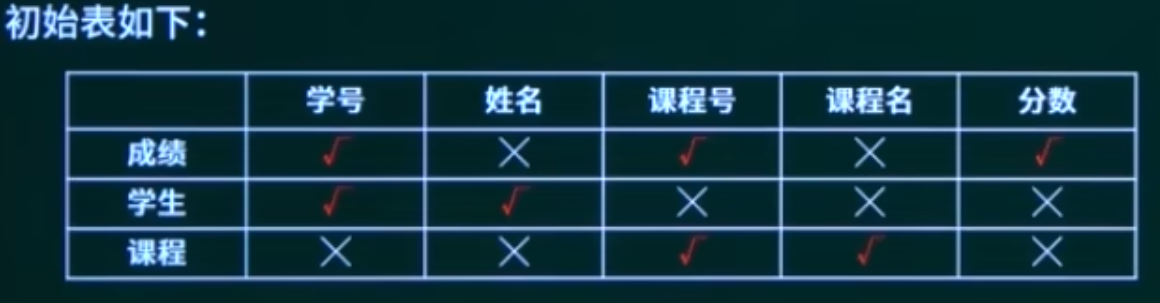 初始表如下：
学号 姓名 课程号 课程名 分数
成绩 √ × √ × √
学生 √ √ × × ×
课程 × × √ √ ×